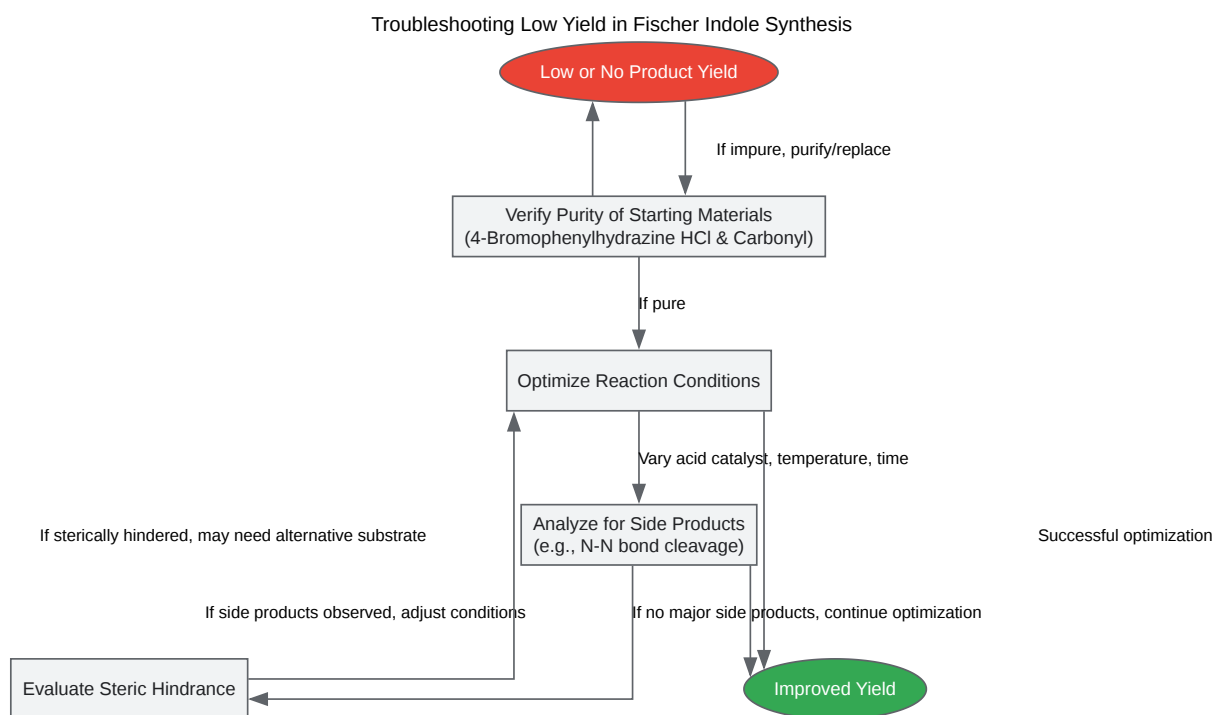 Troubleshooting Low Yield in Fischer Indole Synthesis
Low or No Product Yield
If impure, purify/replace
Verify Purity of Starting Materials
(4-Bromophenylhydrazine HCl & Carbonyl)
If pure
Optimize Reaction Conditions
Vary acid catalyst, temperature, time
If sterically hindered, may need alternative substrate
Analyze for Side Products
(e.g., N-N bond cleavage)
Successful optimization
If side products observed, adjust conditions
If no major side products, continue optimization
Evaluate Steric Hindrance
Improved Yield